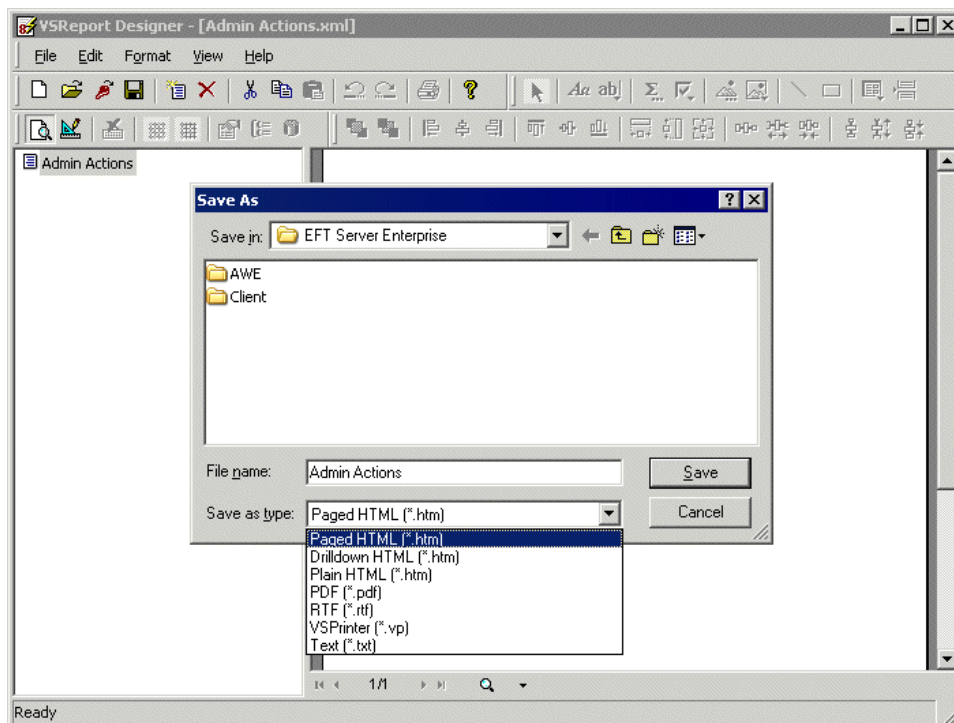 VSReport Designer - [Admin Actions.xml]
File Edit Format View Help
Aa ab
Admin Actions
Save As
Save in: EFT Server Enterprise
AWE
Client
File name: Admin Actions Save
Save as type: Paged HTML (*.htm) Cancel
Paged HTML (*.htm)
Drilldown HTML (*.htm)
Plain HTML (*.htm)
PDF (*.pdf)
RTF (*.rtf)
VSPrinter (*.vp)
Text (*.txt)
1/1
Ready